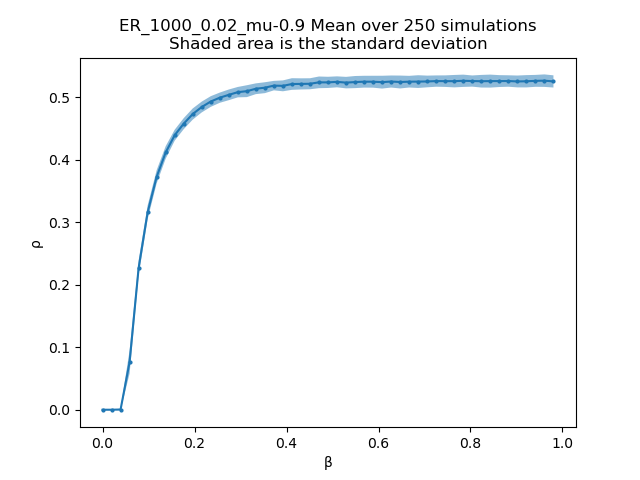 ER_1000_0.02_mu-0.9 Mean over 250 simulations
Shaded area is the standard deviation
0.5
0.4
ρ
0.3
0.2
0.1
0.0
0.0 0.2 0.4 0.6 0.8 1.0
β